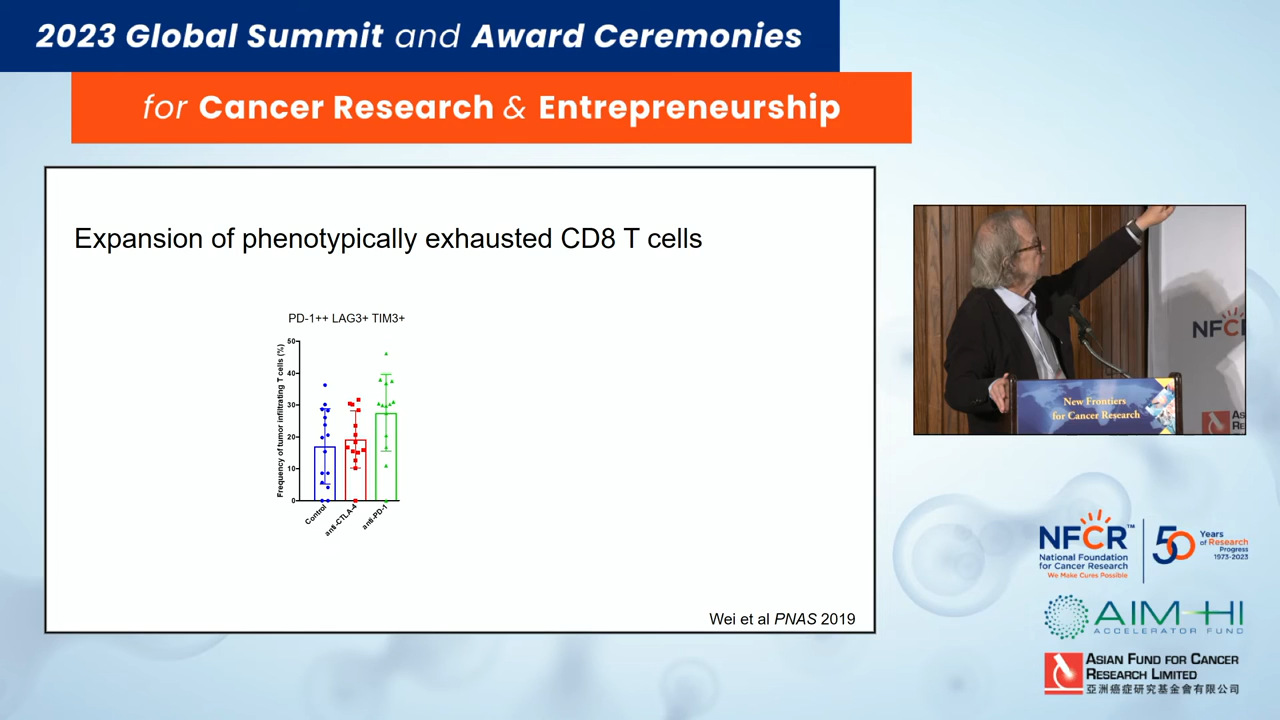 2023 Global Summit and Award Ceremonies
for Cancer Research & Entrepreneurship
Expansion of phenotypically exhausted CD8 T cells
PD-1++ LAG3+ TIM3+
Frequency of tumor infiltrating T cells (%)
50
40
30
20
10
0
Control
anti-CTLA-4
anti-PD-1
Wei et al PNAS 2019
NFCR
New Frontiers
for Cancer Research
NFCR™
National Foundation
for Cancer Research
We Make Cures Possible
50
Years
of Research
Progress
1973-2023
AIM-HI
ACCELERATOR FUND
ASIAN FUND FOR CANCER
RESEARCH LIMITED
亞洲癌症研究基金會有限公司